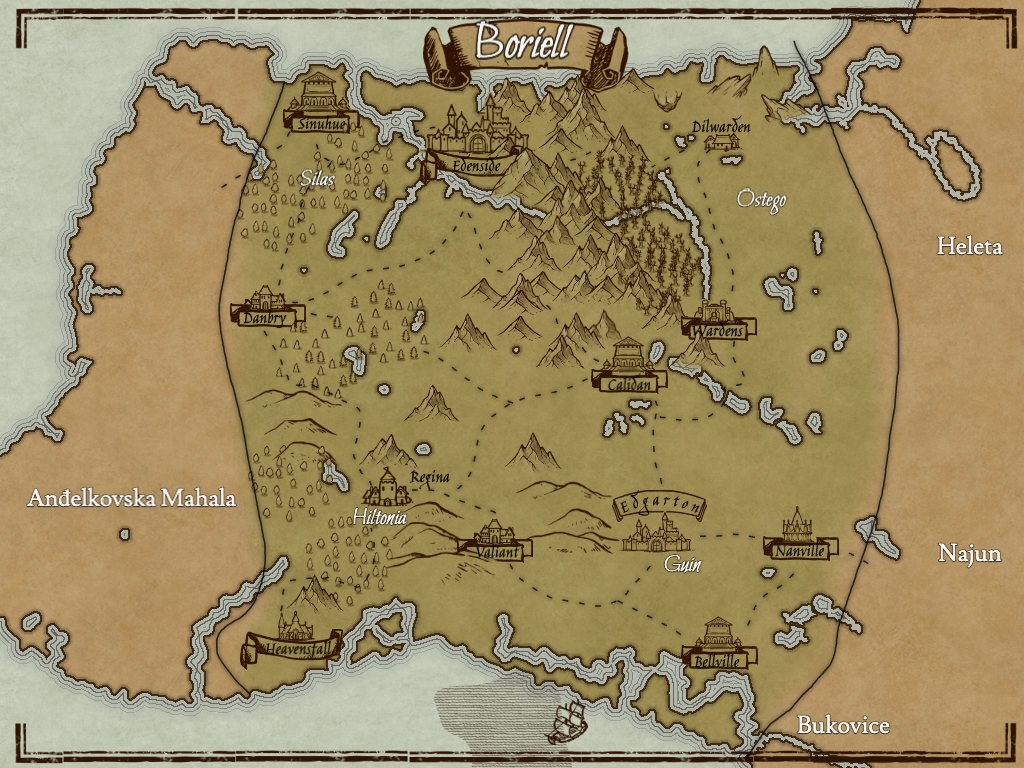 Boriell
Sinuhue
Dilwarden
Edenside
Silas
Ostego
Heleta
Danbry
Wardens
Calidan
Regina
Anđelkovska Mahala
Edgarton
Hiltonia
Valiant
Nanville
Najun
Guin
Heavensfall
Bellville
Bukovice